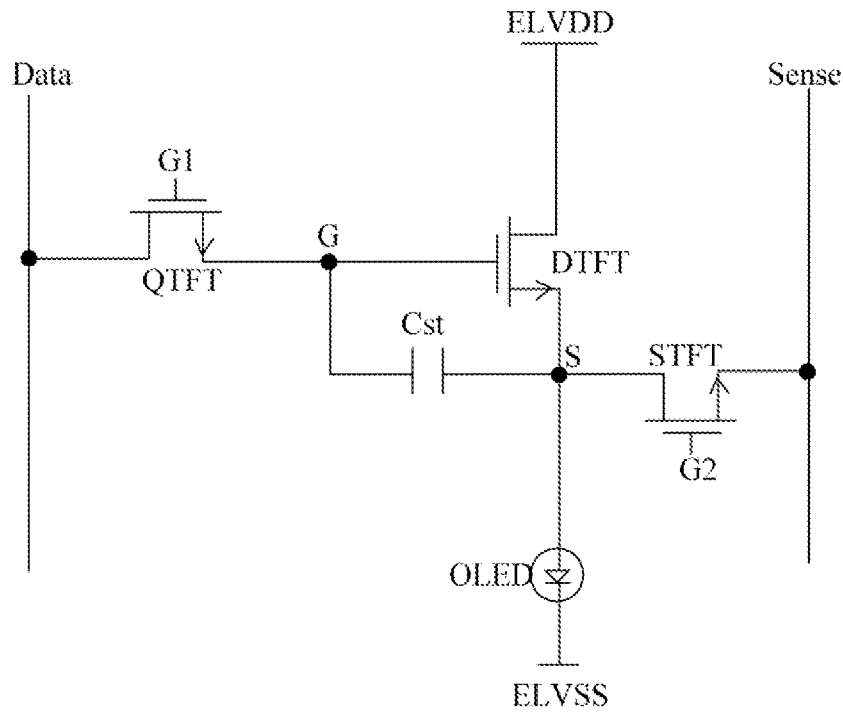 ELVDD
Data
Sense
G1
G
QTFT
DTFT
Cst
S
STFT
G2
OLED
ELVSS